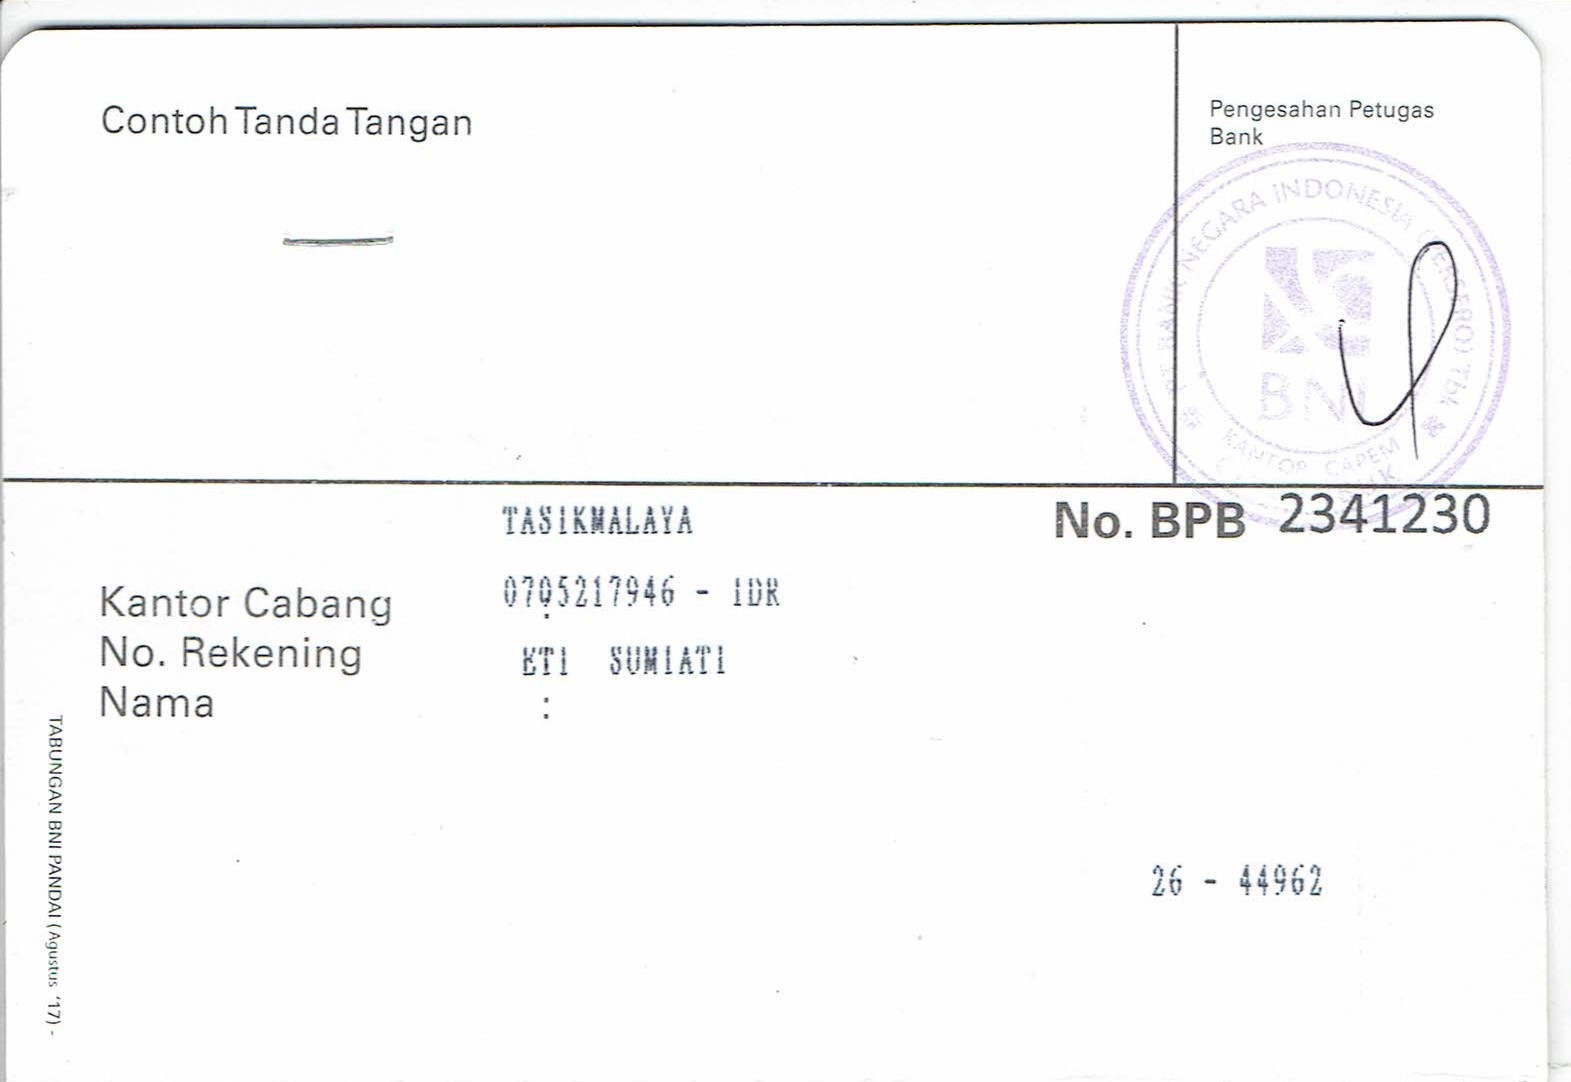 Contoh Tanda Tangan
Pengesahan Petugas
Bank
PT BANK NEGARA INDONESIA (PERSERO) Tbk
BNI
KANTOR CAPEM
No. BPB 2341230
TASIKMALAYA
Kantor Cabang : 0705217946 - IDR
No. Rekening ETI SUMIATI
Nama :
26 - 44962
TABUNGAN BNI PANDAI (Agustus '17) -